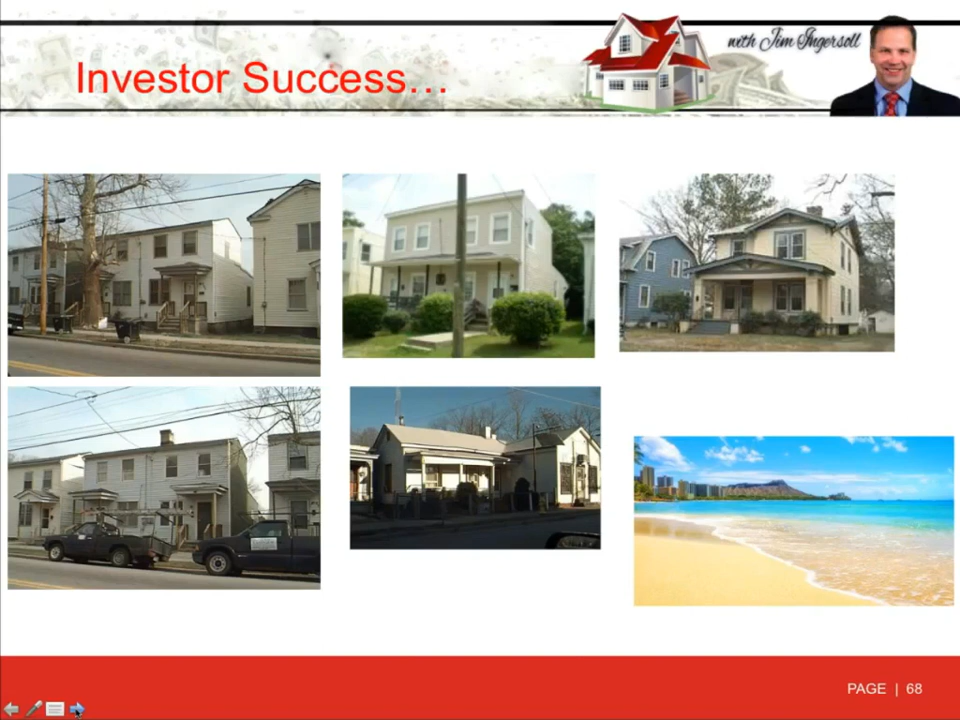 Investor Success…
with Jim Ingersoll
PAGE | 68